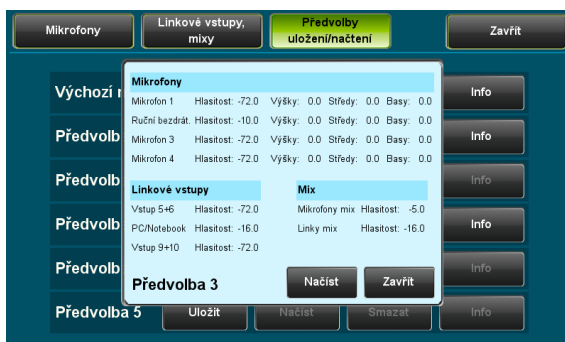 Mikrofony
Linkové vstupy, mixy
Předvolby uložení/načtení
Zavřít
Výchozí
Info
Mikrofony
Mikrofon 1 Hlasitost: -72.0 Výšky: 0.0 Středy: 0.0 Basy: 0.0
Ruční bezdrát. Hlasitost: -10.0 Výšky: 0.0 Středy: 0.0 Basy: 0.0
Předvolb
Info
Mikrofon 3 Hlasitost: -72.0 Výšky: 0.0 Středy: 0.0 Basy: 0.0
Mikrofon 4 Hlasitost: -72.0 Výšky: 0.0 Středy: 0.0 Basy: 0.0
Předvolb
Info
Linkové vstupy
Mix
Vstup 5+6 Hlasitost: -72.0 Mikrofony mix Hlasitost: -5.0
Předvolb
Info
PC/Notebook Hlasitost: -16.0 Linky mix Hlasitost: -16.0
Vstup 9+10 Hlasitost: -72.0
Předvolb
Info
Předvolba 3
Načíst
Zavřít
Předvolba 5
Uložit
Načíst
Smazat
Info